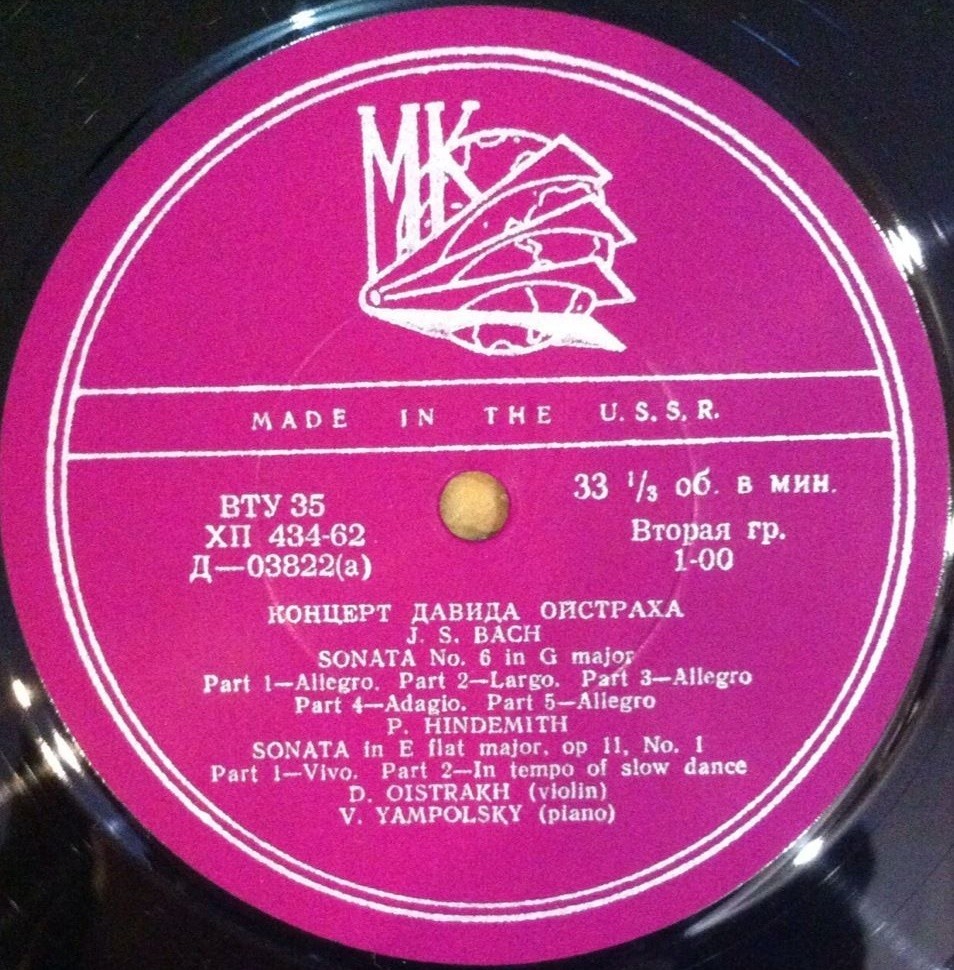 МК
MADE IN THE U.S.S.R.
ВТУ 35
ХП 434-62
Д—03822(а)
33 1/3 об. в мин.
Вторая гр.
1-00
КОНЦЕРТ ДАВИДА ОЙСТРАХА
J. S. BACH
SONATA No. 6 in G major
Part 1—Allegro. Part 2—Largo. Part 3—Allegro
Part 4—Adagio. Part 5—Allegro
P. HINDEMITH
SONATA in E flat major, op 11, No. 1
Part 1—Vivo. Part 2—In tempo of slow dance
D. OISTRAKH (violin)
V. YAMPOLSKY (piano)